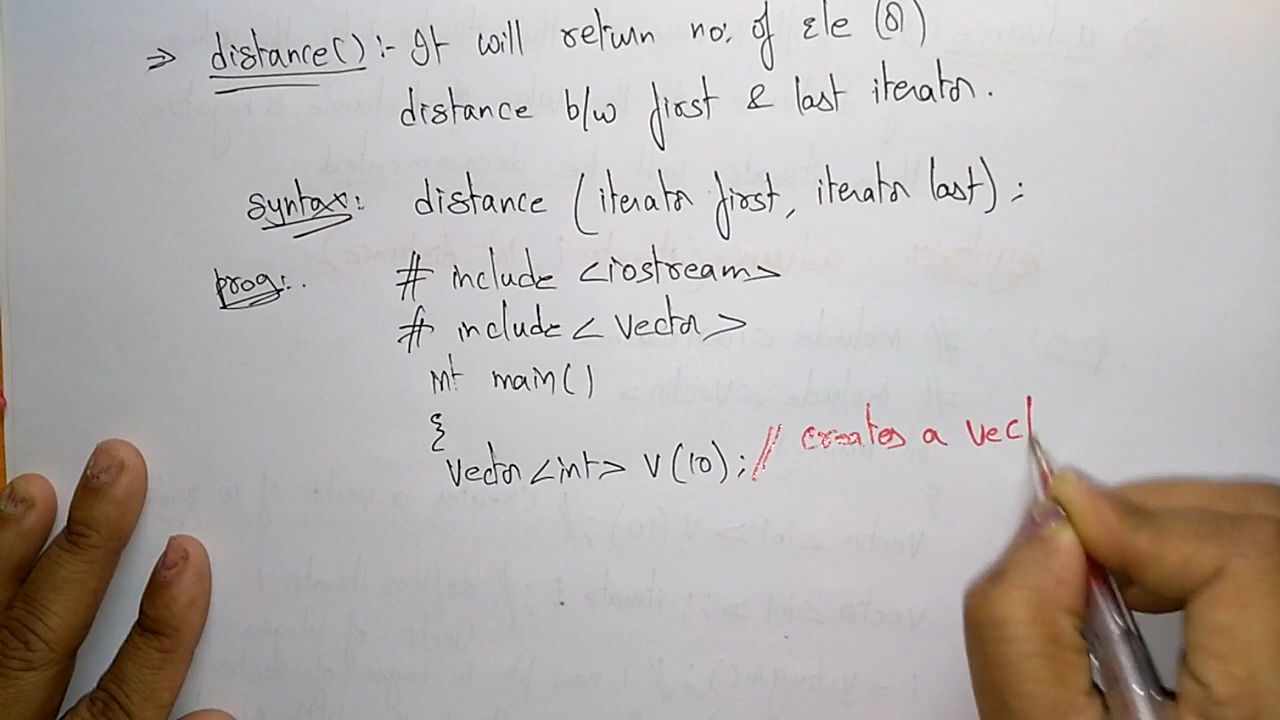 ⇒ distance() :- It will return no: of ele (or)
distance b/w first & last iterator.
Syntax: distance (iterator first, iterator last);
prog:. # include <iostream>
# include <vector>
int main()
{
Vector<int> V(10); // creates a vect